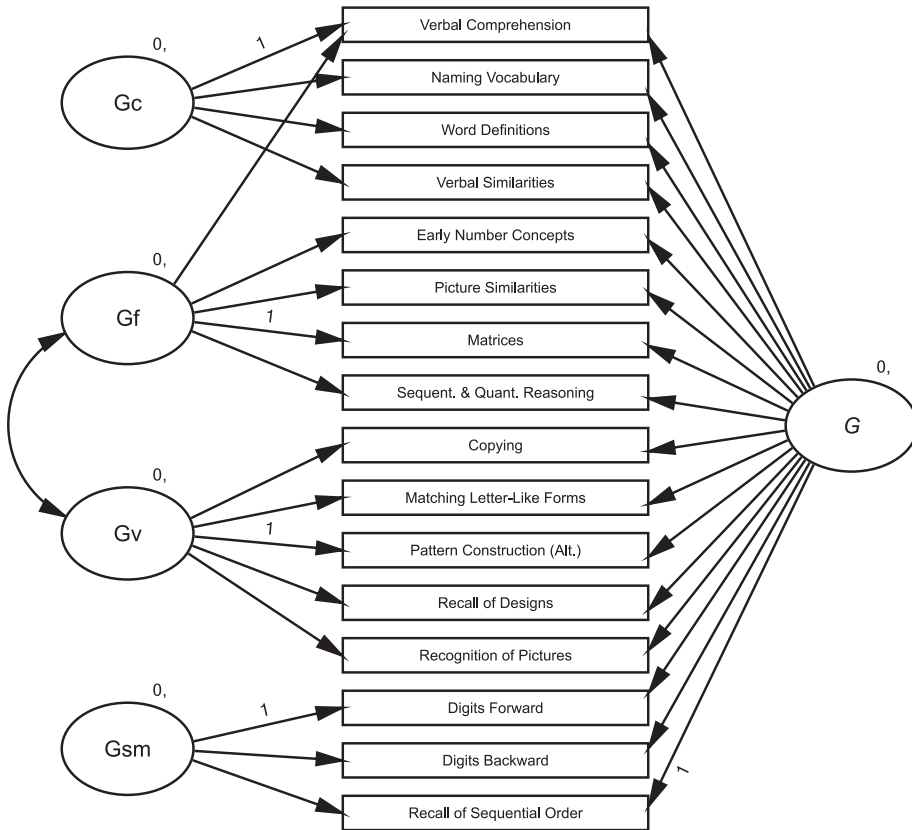 Verbal Comprehension
0,
1
Naming Vocabulary
Gc
Word Definitions
Verbal Similarities
Early Number Concepts
0,
Picture Similarities
Gf
1
Matrices
0,
Sequent. & Quant. Reasoning
G
Copying
0,
Matching Letter-Like Forms
Gv
1
Pattern Construction (Alt.)
Recall of Designs
Recognition of Pictures
0,
1
Digits Forward
Gsm
Digits Backward
1
Recall of Sequential Order